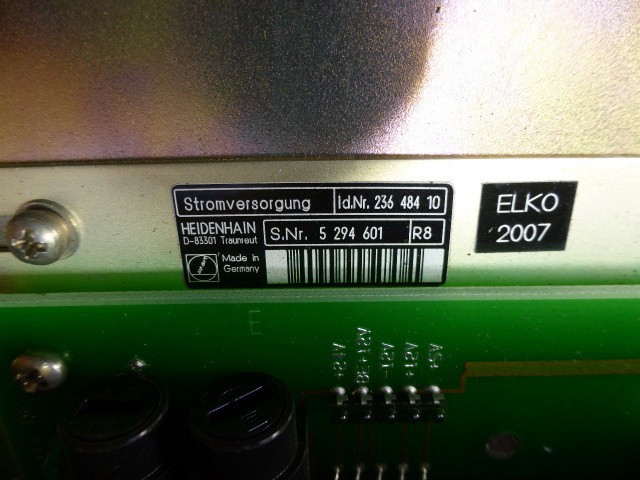 Stromversorgung Id.Nr. 236 484 10
HEIDENHAIN
D-83301 Traunreut
S.Nr. 5 294 601 R8
Made in
Germany
ELKO
2007
E
+24V
-12V
+12V
+5V